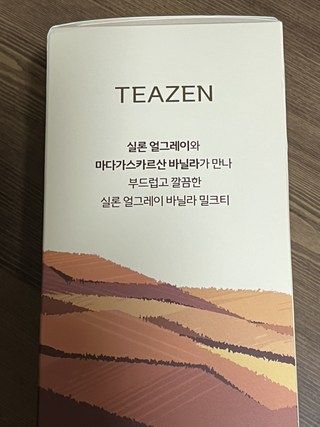 TEAZEN
실론 얼그레이와
마다가스카르산 바닐라가 만나
부드럽고 깔끔한
실론 얼그레이 바닐라 밀크티